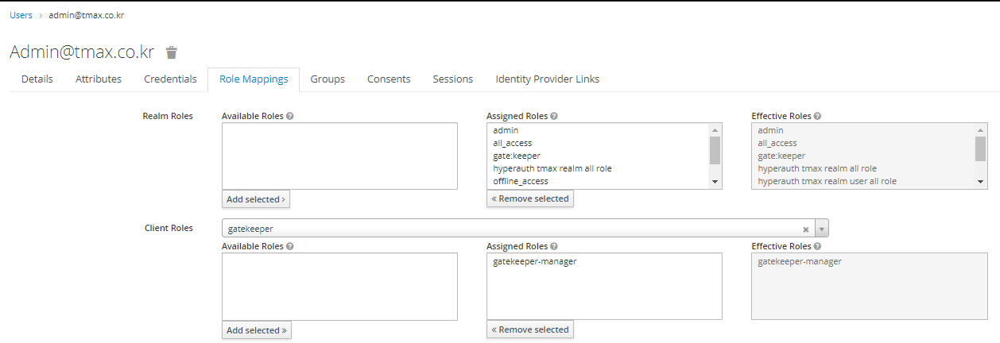 Users > admin@tmax.co.kr
Admin@tmax.co.kr
Details Attributes Credentials Role Mappings Groups Consents Sessions Identity Provider Links
Realm Roles Available Roles Assigned Roles Effective Roles
admin admin
all_access all_access
gate:keeper gate:keeper
hyperauth tmax realm all role hyperauth tmax realm all role
offline_access hyperauth tmax realm user all role
Add selected > « Remove selected
Client Roles gatekeeper
Available Roles Assigned Roles Effective Roles
gatekeeper-manager gatekeeper-manager
Add selected » « Remove selected